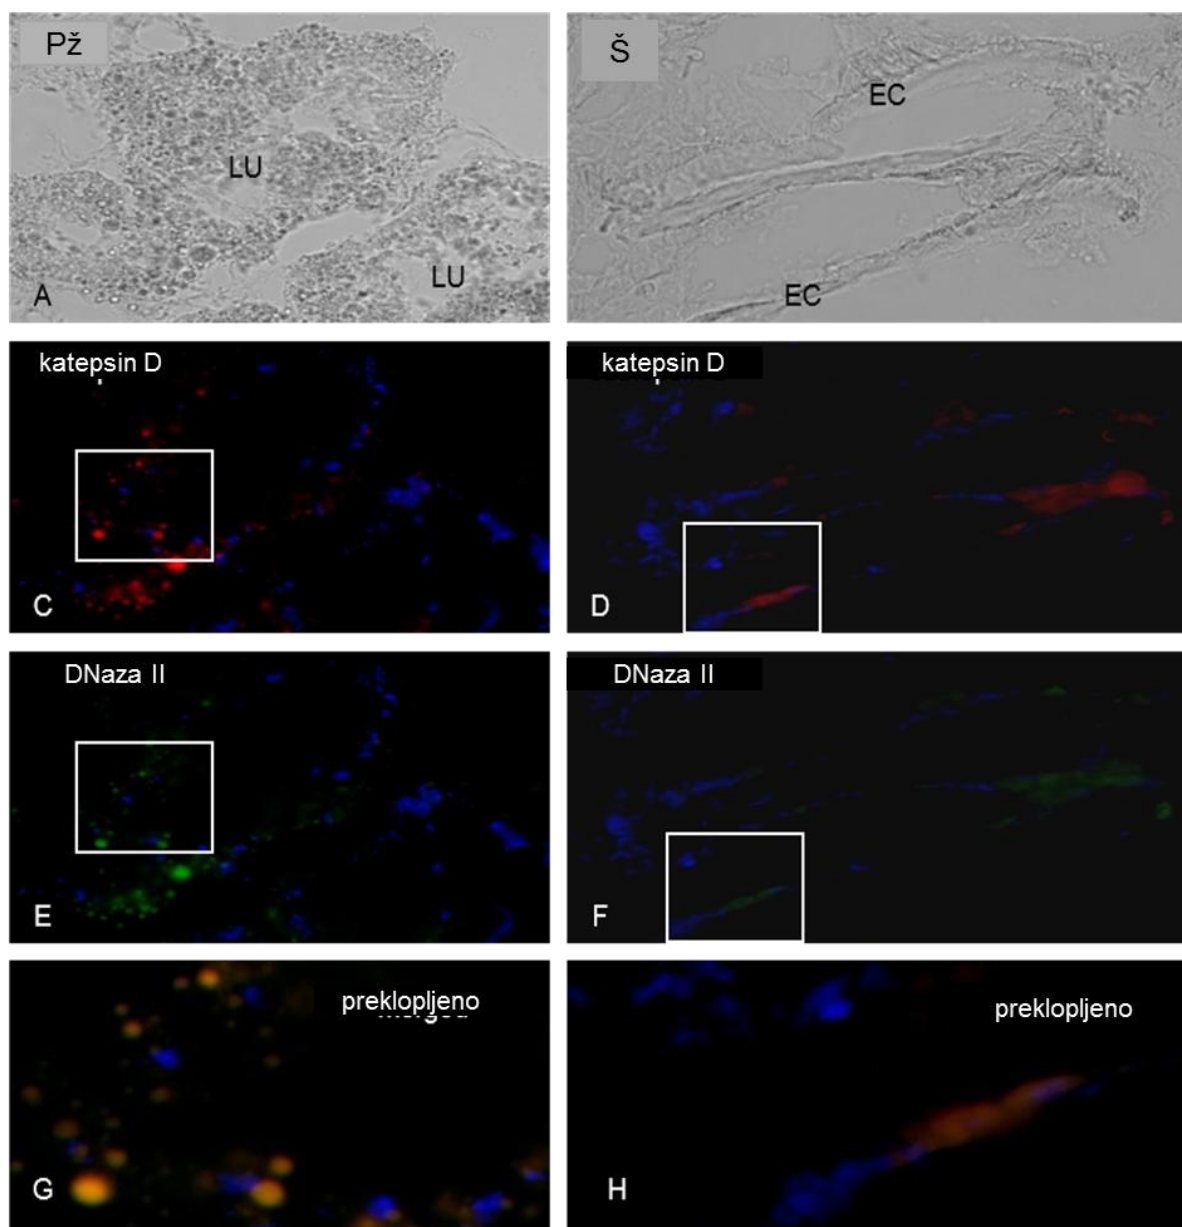 Pž
Š
EC
LU
LU
EC
A
katepsin D
katepsin D
C
D
DNaza II
DNaza II
E
F
preklopljeno
preklopljeno
G
H